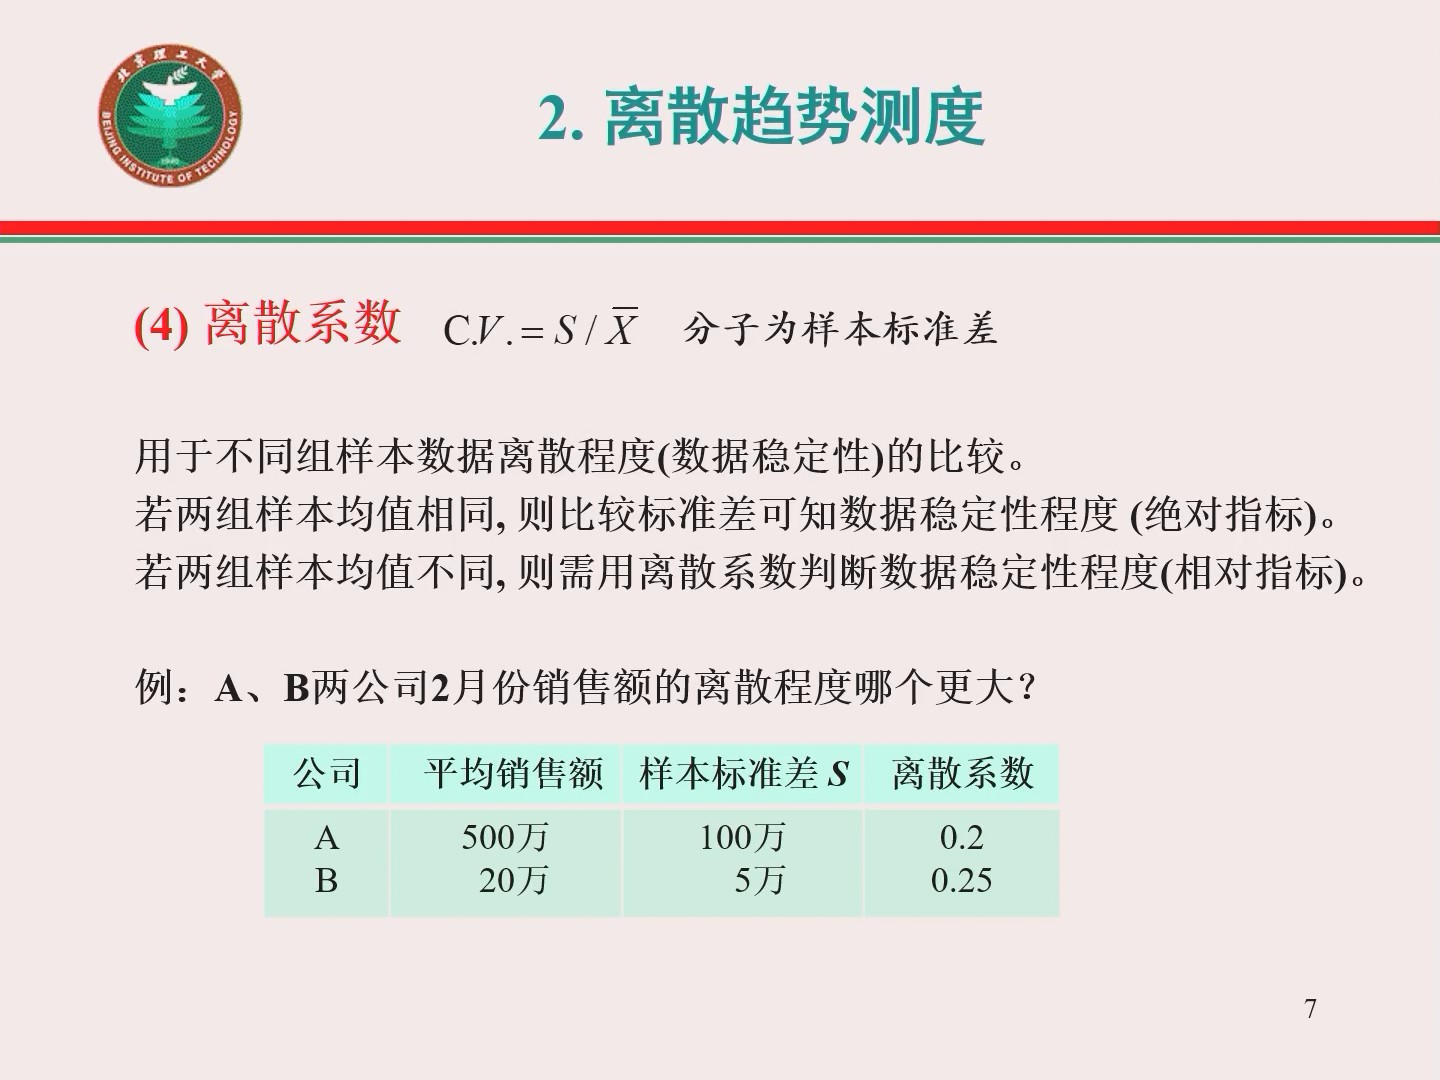 北京理工大学
BEIJING INSTITUTE OF TECHNOLOGY
1940
2. 离散趋势测度
(4) 离散系数 C.V. = S / X̅ 分子为样本标准差
用于不同组样本数据离散程度(数据稳定性)的比较。
若两组样本均值相同, 则比较标准差可知数据稳定性程度 (绝对指标)。
若两组样本均值不同, 则需用离散系数判断数据稳定性程度(相对指标)。
例：A、B两公司2月份销售额的离散程度哪个更大?
公司 平均销售额 样本标准差 S 离散系数
A 500万 100万 0.2
B 20万 5万 0.25
7